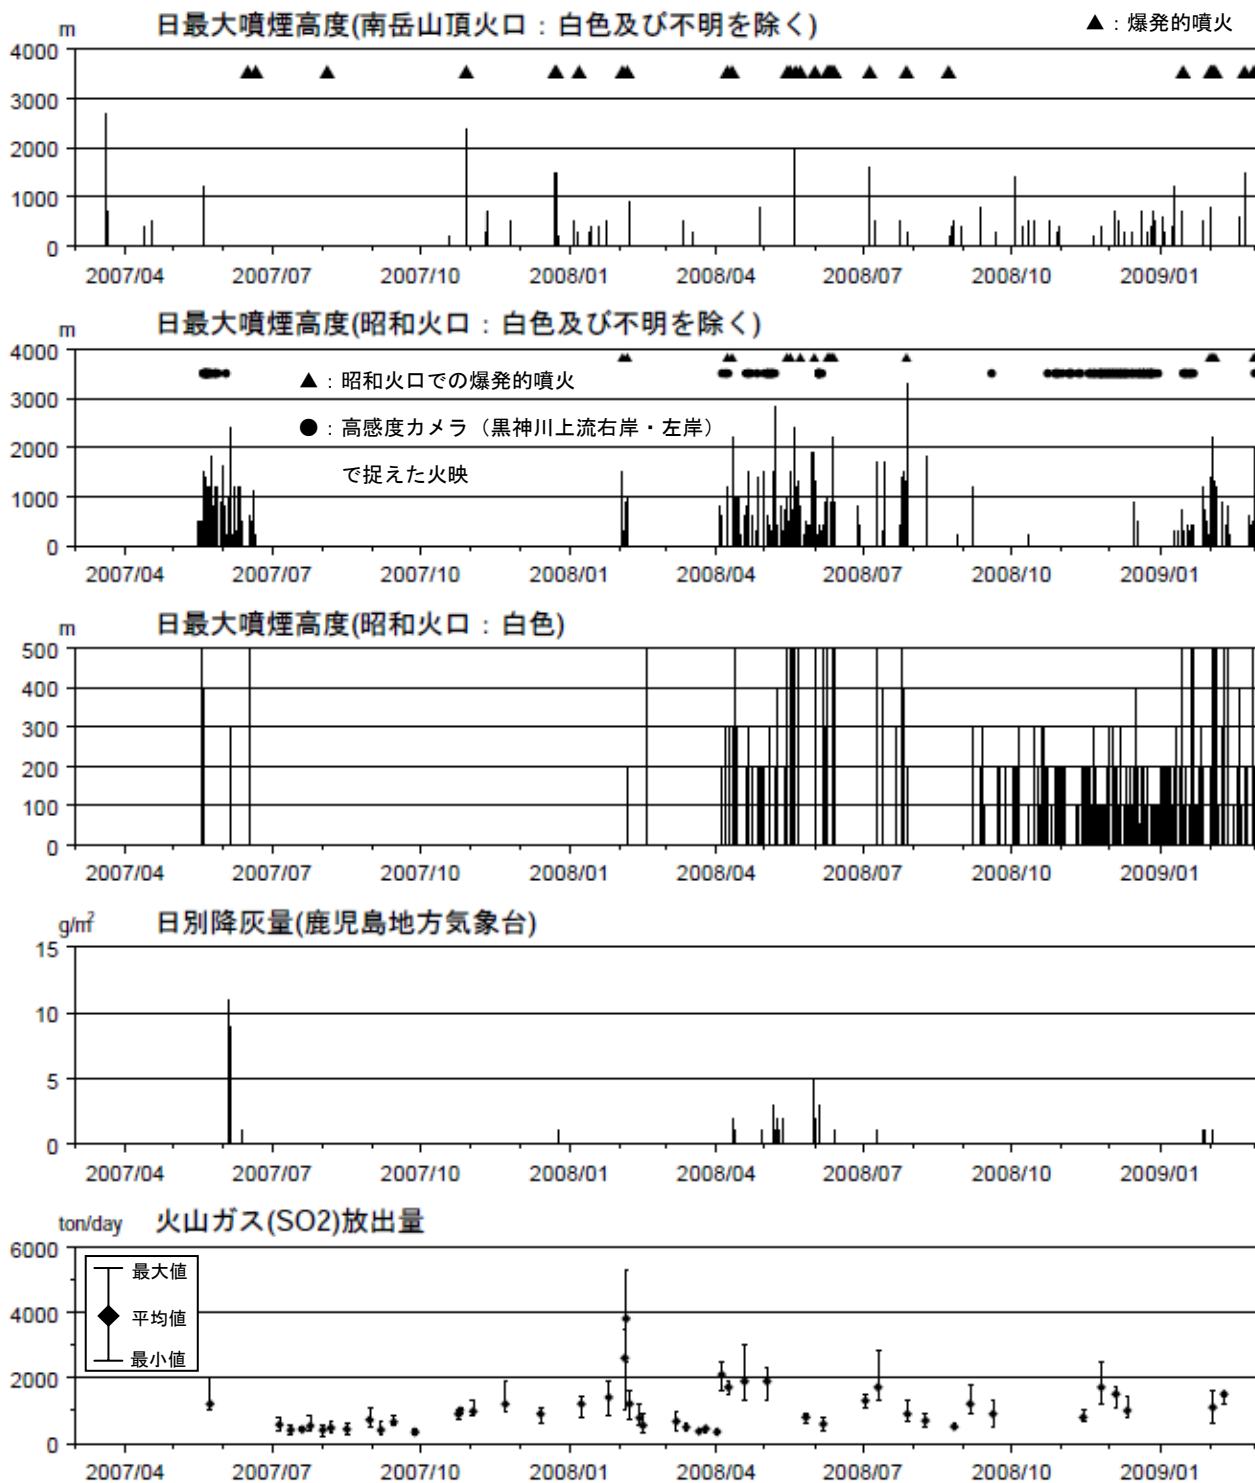 m 日最大噴煙高度(南岳山頂火口：白色及び不明を除く) ▲：爆発的噴火
4000
3000
2000
1000
0
2007/04 2007/07 2007/10 2008/01 2008/04 2008/07 2008/10 2009/01
m 日最大噴煙高度(昭和火口：白色及び不明を除く)
4000
▲：昭和火口での爆発的噴火
3000
●：高感度カメラ（黒神川上流右岸・左岸）
2000
で捉えた火映
1000
0
2007/04 2007/07 2007/10 2008/01 2008/04 2008/07 2008/10 2009/01
m 日最大噴煙高度(昭和火口：白色)
500
400
300
200
100
0
2007/04 2007/07 2007/10 2008/01 2008/04 2008/07 2008/10 2009/01
g/㎡ 日別降灰量(鹿児島地方気象台)
15
10
5
0
2007/04 2007/07 2007/10 2008/01 2008/04 2008/07 2008/10 2009/01
ton/day 火山ガス(SO2)放出量
6000
最大値
4000 平均値
最小値
2000
0
2007/04 2007/07 2007/10 2008/01 2008/04 2008/07 2008/10 2009/01